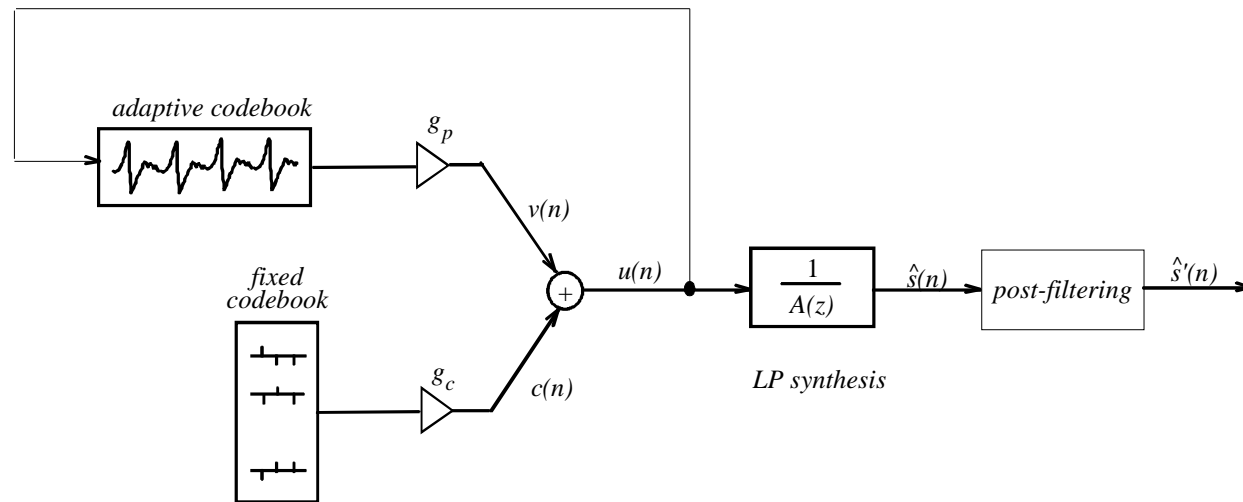 adaptive codebook
g_p
v(n)
fixed
codebook
g_c
c(n)
+
u(n)
1
A(z)
LP synthesis
ŝ(n)
post-filtering
ŝ'(n)